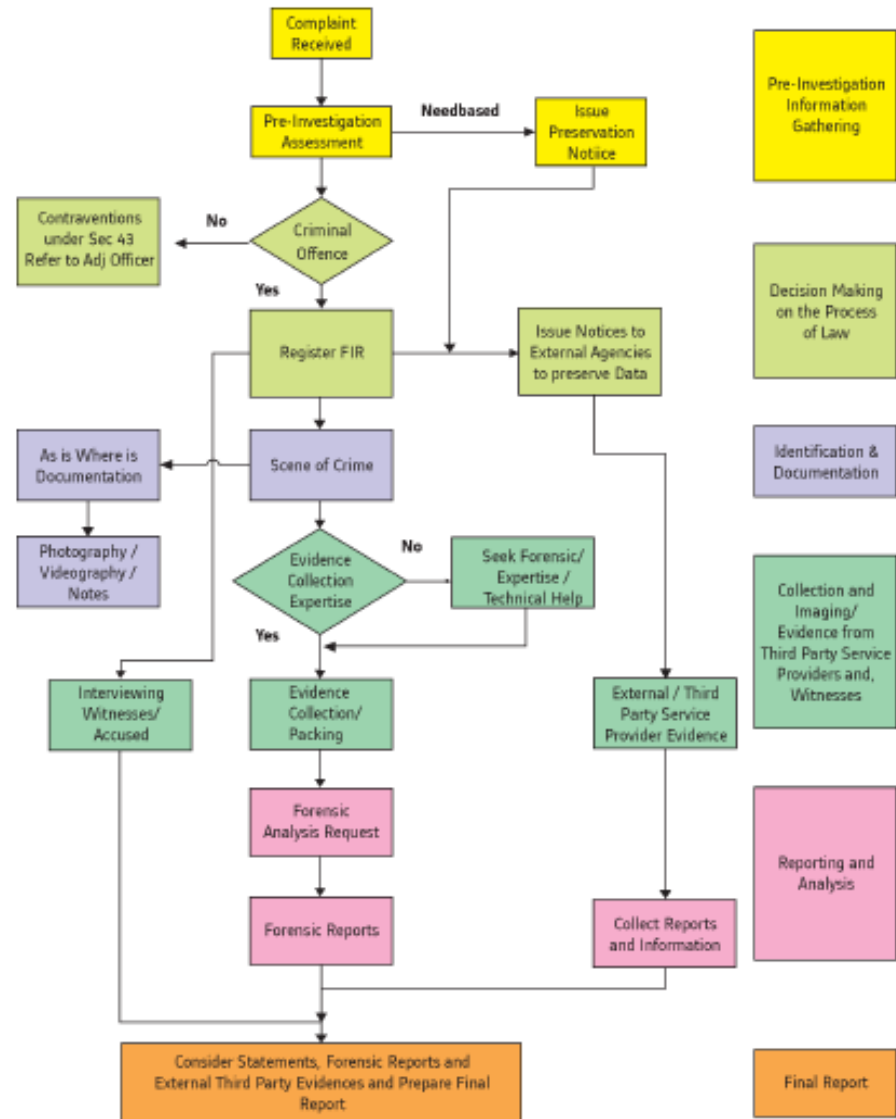 Complaint
Received
Pre-Investigation
Assessment
Needbased
Issue
Preservation
Notiice
Pre-Investigation
Information
Gathering
Contraventions
under Sec 43
Refer to Adj Officer
No
Criminal
Offence
Yes
Decision Making
on the Process
of Law
Register FIR
Issue Notices to
External Agencies
to preserve Data
As is Where is
Documentation
Scene of Crime
Identification &
Documentation
Photography /
Videography /
Notes
Evidence
Collection
Expertise
No
Seek Forensic/
Expertise /
Technical Help
Yes
Collection and
Imaging/
Evidence from
Third Party Service
Providers and,
Witnesses
Interviewing
Witnesses/
Accused
Evidence
Collection/
Packing
External / Third
Party Service
Provider Evidence
Forensic
Analysis Request
Reporting and
Analysis
Forensic Reports
Collect Reports
and Information
Consider Statements, Forensic Reports and
External Third Party Evidences and Prepare Final
Report
Final Report